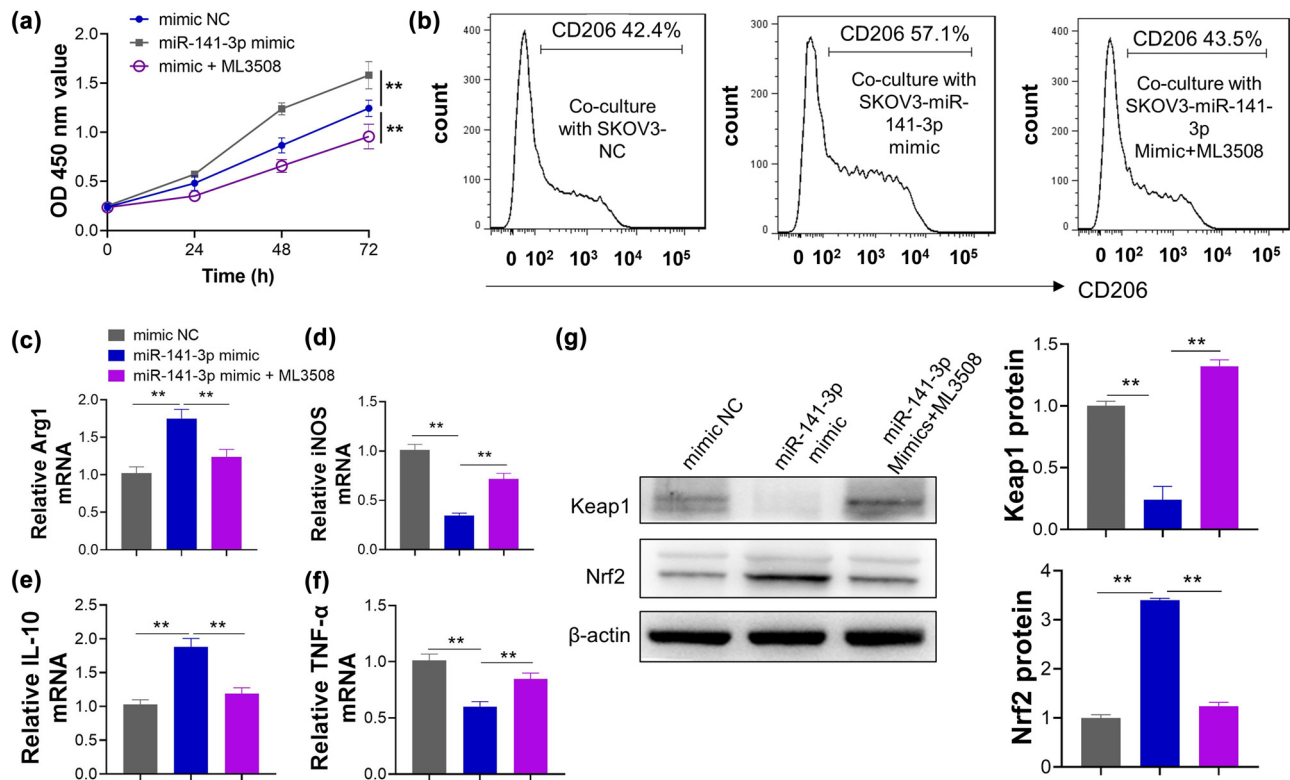 (a)
mimic NC
miR-141-3p mimic
mimic + ML3508
OD 450 nm value
2.0
1.5
1.0
0.5
0.0
0
24
48
72
Time (h)
**
**
(b)
count
400
300
200
100
0
CD206 42.4%
Co-culture
with SKOV3-
NC
0 10² 10³ 10⁴ 10⁵
count
300
200
100
0
CD206 57.1%
Co-culture with
SKOV3-miR-
141-3p
mimic
0 10² 10³ 10⁴ 10⁵
count
400
300
200
100
0
CD206 43.5%
Co-culture with
SKOV3-miR-141-
3p
Mimic+ML3508
0 10² 10³ 10⁴ 10⁵
CD206
(c)
mimic NC
miR-141-3p mimic
miR-141-3p mimic + ML3508
Relative Arg1
mRNA
2.0
1.5
1.0
0.5
0.0
** **
(d)
Relative iNOS
mRNA
1.5
1.0
0.5
0.0
**
**
(e)
Relative IL-10
mRNA
2.5
2.0
1.5
1.0
0.5
0.0
** **
(f)
Relative TNF-α
mRNA
1.5
1.0
0.5
0.0
**
**
(g)
mimic NC
miR-141-3p
mimic
miR-141-3p
Mimics+ML3508
Keap1
Nrf2
β-actin
Keap1 protein
1.5
1.0
0.5
0.0
**
**
Nrf2 protein
4
3
2
1
0
** **